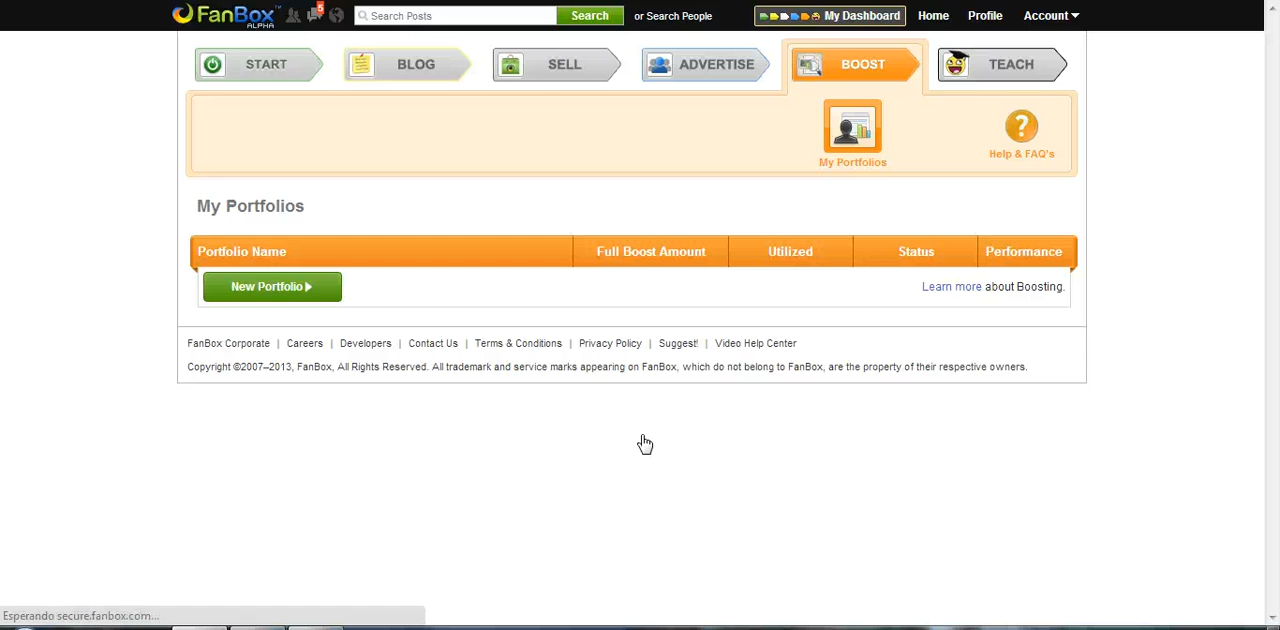 FanBox™ ALPHA 5 Search Posts Search or Search People My Dashboard Home Profile Account
START BLOG SELL ADVERTISE BOOST TEACH
My Portfolios ? Help & FAQ's
My Portfolios
Portfolio Name Full Boost Amount Utilized Status Performance
New Portfolio Learn more about Boosting.
FanBox Corporate | Careers | Developers | Contact Us | Terms & Conditions | Privacy Policy | Suggest! | Video Help Center
Copyright ©2007–2013, FanBox, All Rights Reserved. All trademark and service marks appearing on FanBox, which do not belong to FanBox, are the property of their respective owners.
Esperando secure.fanbox.com...